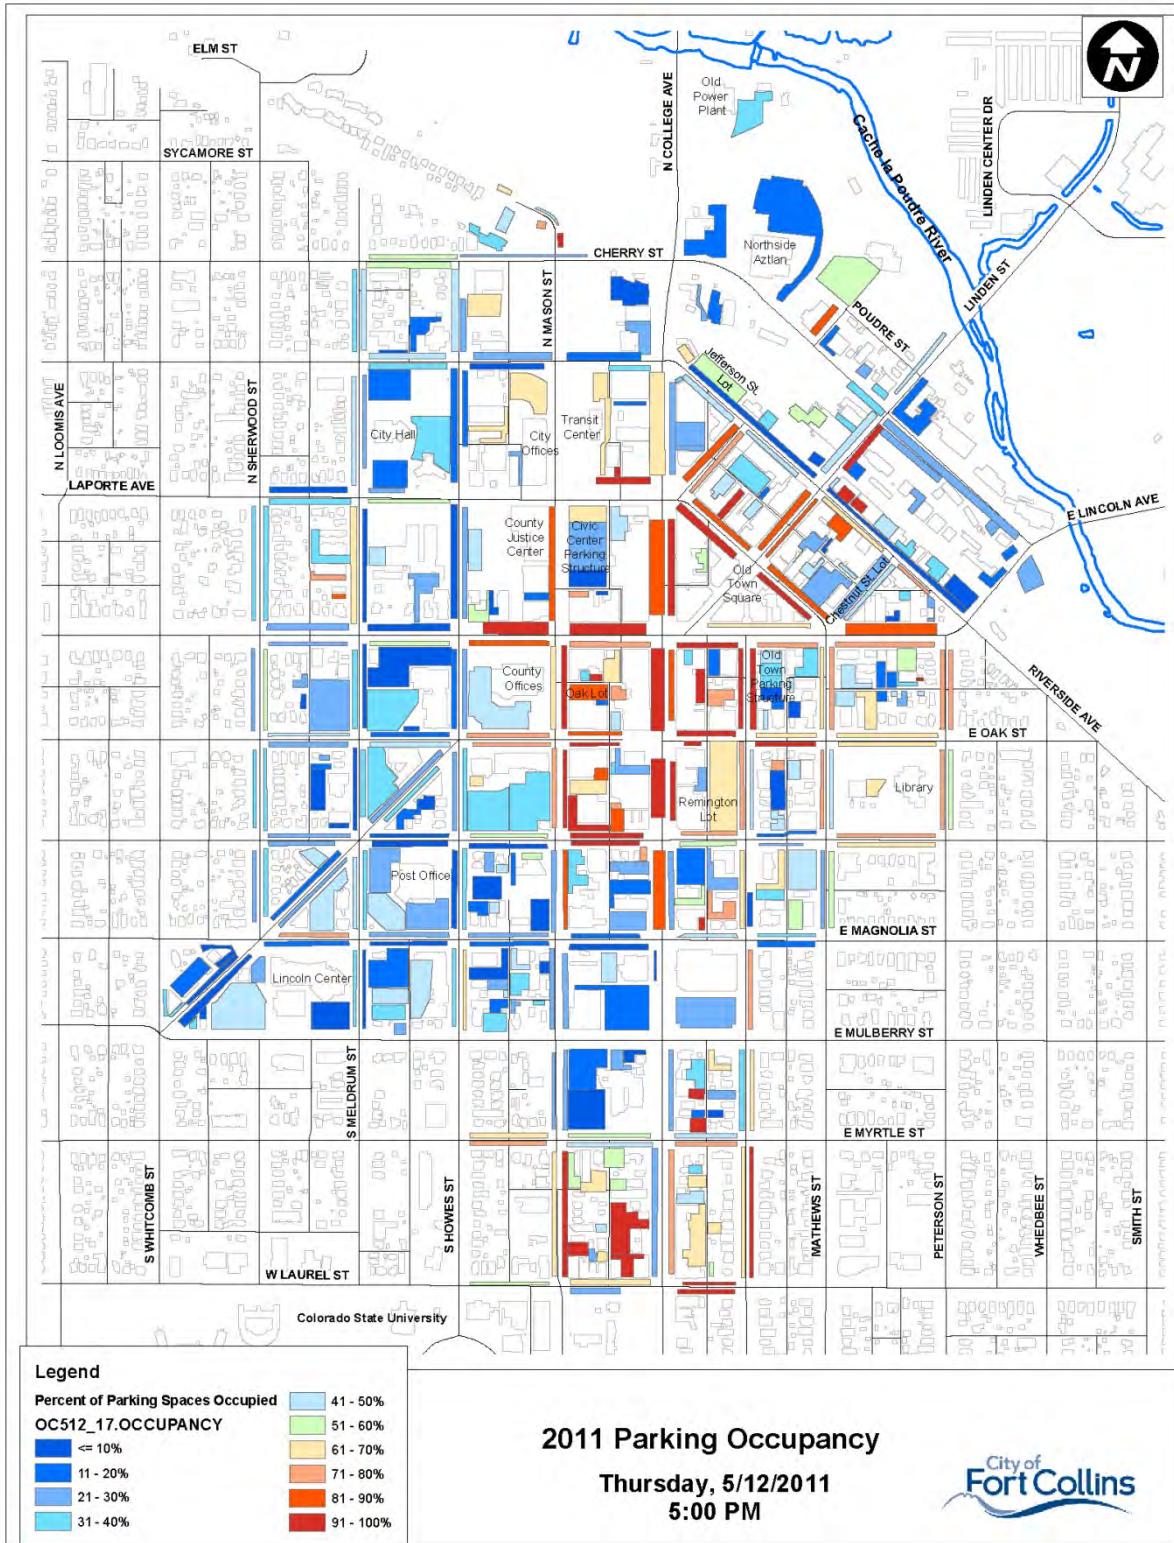 ELM ST
N
N COLLEGE AVE
Old
Power
Plant
LINDEN CENTER DR
Cache la Poudre River
SYCAMORE ST
CHERRY ST
Northside
Aztlan
LINDEN ST
N MASON ST
POUDRE ST
Jefferson St.
Lot
N LOOMIS AVE
N SHERWOOD ST
City Hall
City
Offices
Transit
Center
LAPORTE AVE
E LINCOLN AVE
County
Justice
Center
Civic
Center
Parking
Structure
Old
Town
Square
Chestnut St. Lot
County
Offices
Oak Lot
Old
Town
Parking
Structure
RIVERSIDE AVE
E OAK ST
Remington
Lot
Library
Post Office
E MAGNOLIA ST
Lincoln Center
E MULBERRY ST
S MELDRUM ST
E MYRTLE ST
S WHITCOMB ST
S HOWES ST
MATHEWS ST
PETERSON ST
WHEDBEE ST
SMITH ST
W LAUREL ST
Colorado State University
Legend
Percent of Parking Spaces Occupied
OC512_17.OCCUPANCY
<= 10%
11 - 20%
21 - 30%
31 - 40%
41 - 50%
51 - 60%
61 - 70%
71 - 80%
81 - 90%
91 - 100%
2011 Parking Occupancy
Thursday, 5/12/2011
5:00 PM
City of
Fort Collins